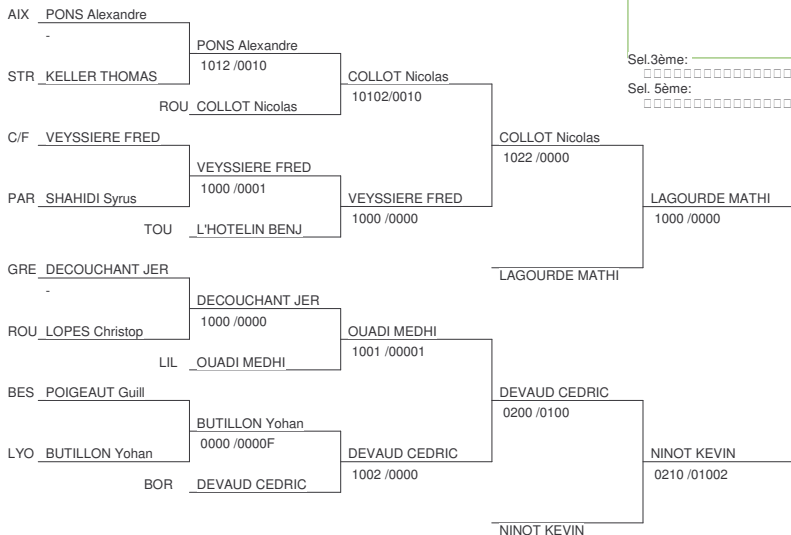 AIX PONS Alexandre
-
PONS Alexandre
1012 /0010
STR KELLER THOMAS
COLLOT Nicolas
10102/0010
ROU COLLOT Nicolas
Sel.3ème:
Sel. 5ème:
C/F VEYSSIERE FRED
COLLOT Nicolas
1022 /0000
VEYSSIERE FRED
1000 /0001
PAR SHAHIDI Syrus
VEYSSIERE FRED
1000 /0000
LAGOURDE MATHI
1000 /0000
TOU L'HOTELIN BENJ
GRE DECOUCHANT JER
-
LAGOURDE MATHI
DECOUCHANT JER
1000 /0000
ROU LOPES Christop
OUADI MEDHI
1001 /00001
LIL OUADI MEDHI
BES POIGEAUT Guill
DEVAUD CEDRIC
0200 /0100
BUTILLON Yohan
0000 /0000F
LYO BUTILLON Yohan
DEVAUD CEDRIC
1002 /0000
NINOT KEVIN
0210 /01002
BOR DEVAUD CEDRIC
NINOT KEVIN